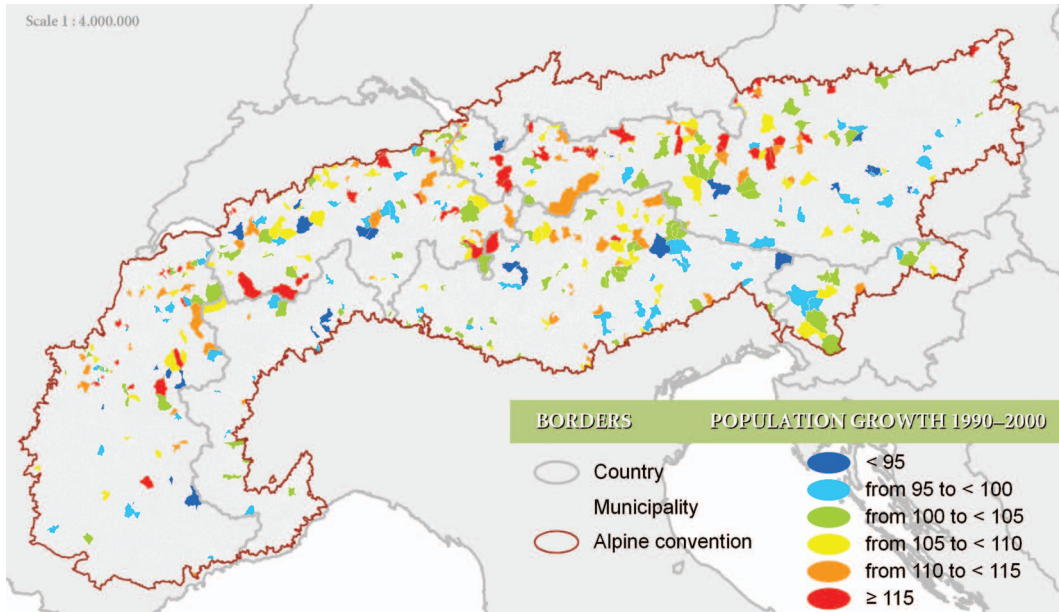 Scale 1 : 4.000.000
BORDERS
POPULATION GROWTH 1990–2000
Country
Municipality
Alpine convention
< 95
from 95 to < 100
from 100 to < 105
from 105 to < 110
from 110 to < 115
≥ 115